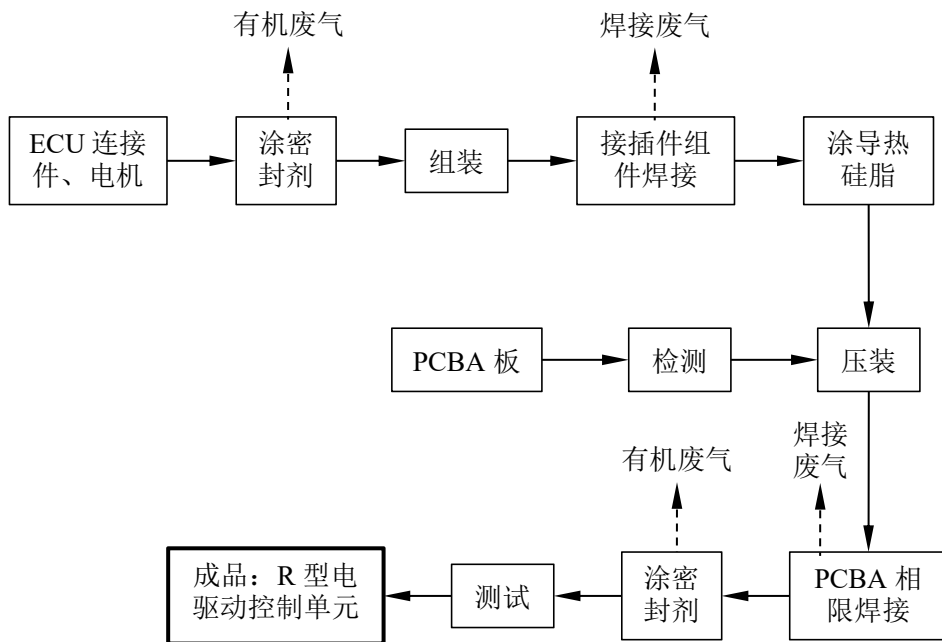 有机废气
焊接废气
ECU 连接
件、电机
涂密
封剂
组装
接插件组
件焊接
涂导热
硅脂
PCBA 板
检测
压装
有机废气
焊接
废气
成品：R 型电
驱动控制单元
测试
涂密
封剂
PCBA 相
限焊接